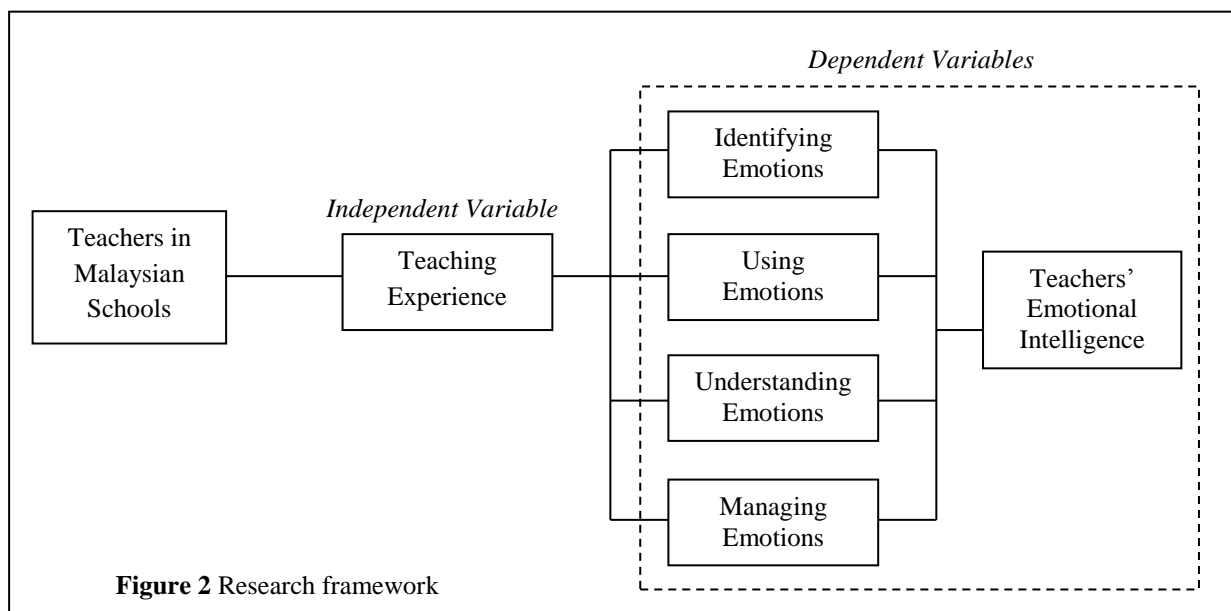 Dependent Variables
Identifying
Emotions
Independent Variable
Teachers in
Malaysian
Schools
Teaching
Experience
Using
Emotions
Teachers’
Emotional
Intelligence
Understanding
Emotions
Managing
Emotions
Figure 2 Research framework